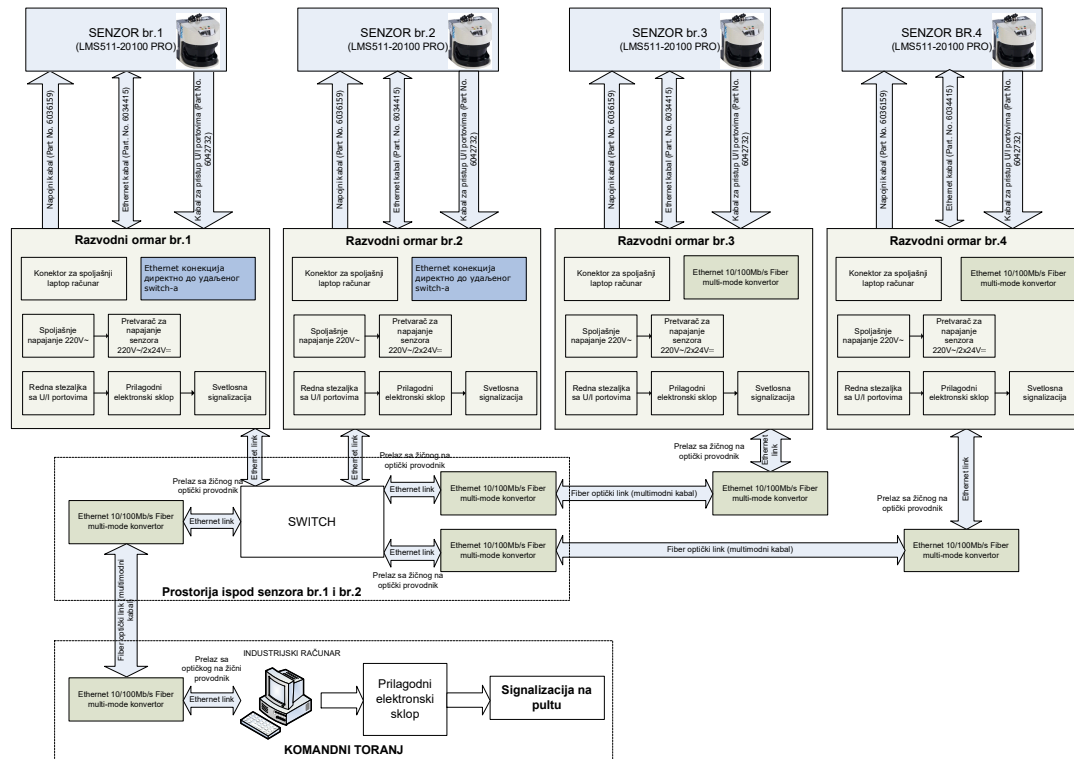 SENZOR br.1
(LMS511-20100 PRO)
SENZOR br.2
(LMS511-20100 PRO)
SENZOR br.3
(LMS511-20100 PRO)
SENZOR BR.4
(LMS511-20100 PRO)
Napojni kabal (Part No. 6036159)
Ethernet kabal (Part. No. 6034415)
Kabal za pristup U/I portovima (Part No.
6042732)
Napojni kabal (Part No. 6036159)
Ethernet kabal (Part. No. 6034415)
Kabal za pristup U/I portovima (Part No.
6042732)
Napojni kabal (Part No. 6036159)
Ethernet kabal (Part. No. 6034415)
Kabal za pristup U/I portovima (Part No.
6042732)
Napojni kabal (Part No. 6036159)
Ethernet kabal (Part. No. 6034415)
Kabal za pristup U/I portovima (Part No.
6042732)
Razvodni ormar br.1
Konektor za spoljašnji
laptop računar
Ethernet конекција
директно до удаљеног
switch-a
Spoljašnje
napajanje 220V~
Pretvarač za
napajanje
senzora
220V~/2x24V=
Redna stezaljka
sa U/I portovima
Prilagodni
elektronski sklop
Svetlosna
signalizacija
Razvodni ormar br.2
Konektor za spoljašnji
laptop računar
Ethernet конекција
директно до удаљеног
switch-a
Spoljašnje
napajanje 220V~
Pretvarač za
napajanje
senzora
220V~/2x24V=
Redna stezaljka
sa U/I portovima
Prilagodni
elektronski sklop
Svetlosna
signalizacija
Razvodni ormar br.3
Konektor za spoljašnji
laptop računar
Ethernet 10/100Mb/s Fiber
multi-mode konvertor
Spoljašnje
napajanje 220V~
Pretvarač za
napajanje
senzora
220V~/2x24V=
Redna stezaljka
sa U/I portovima
Prilagodni
elektronski sklop
Svetlosna
signalizacija
Razvodni ormar br.4
Konektor za spoljašnji
laptop računar
Ethernet 10/100Mb/s Fiber
multi-mode konvertor
Spoljašnje
napajanje 220V~
Pretvarač za
napajanje
senzora
220V~/2x24V=
Redna stezaljka
sa U/I portovima
Prilagodni
elektronski sklop
Svetlosna
signalizacija
Ethernet link
Ethernet link
Prelaz sa žičnog na
optički provodnik
Ethernet
link
Ethernet link
Prelaz sa žičnog na
optički provodnik
Prelaz sa žičnog na
optički provodnik
Ethernet 10/100Mb/s Fiber
multi-mode konvertor
Ethernet link
SWITCH
Ethernet link
Ethernet 10/100Mb/s Fiber
multi-mode konvertor
Fiber optički link (multimodni kabal)
Ethernet 10/100Mb/s Fiber
multi-mode konvertor
Prelaz sa žičnog na
optički provodnik
Ethernet link
Prelaz sa žičnog na
optički provodnik
Ethernet 10/100Mb/s Fiber
multi-mode konvertor
Fiber optički link (multimodni kabal)
Ethernet 10/100Mb/s Fiber
multi-mode konvertor
Prostorija ispod senzora br.1 i br.2
Fiber optički link (multimodni
kabal)
Ethernet 10/100Mb/s Fiber
multi-mode konvertor
Prelaz sa
optičkog na žični
provodnik
Ethernet link
INDUSTRIJSKI RAČUNAR
Prilagodni
elektronski
sklop
Signalizacija na
pultu
KOMANDNI TORANJ